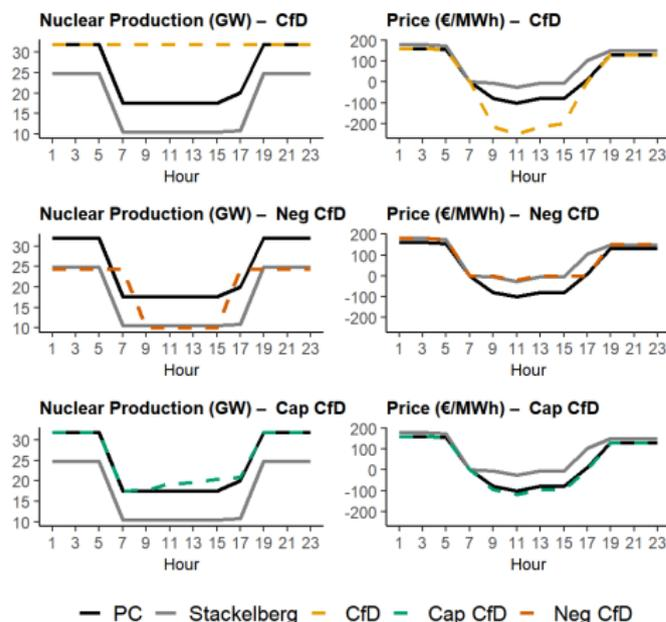 Nuclear Production (GW) – CfD
Price (€/MWh) – CfD
30
25
20
15
10
200
100
0
-100
-200
1 3 5 7 9 11 13 15 17 19 21 23
1 3 5 7 9 11 13 15 17 19 21 23
Hour
Hour
Nuclear Production (GW) – Neg CfD
Price (€/MWh) – Neg CfD
30
25
20
15
10
200
100
0
-100
-200
1 3 5 7 9 11 13 15 17 19 21 23
1 3 5 7 9 11 13 15 17 19 21 23
Hour
Hour
Nuclear Production (GW) – Cap CfD
Price (€/MWh) – Cap CfD
30
25
20
15
10
200
100
0
-100
-200
1 3 5 7 9 11 13 15 17 19 21 23
1 3 5 7 9 11 13 15 17 19 21 23
Hour
Hour
PC Stackelberg CfD Cap CfD Neg CfD